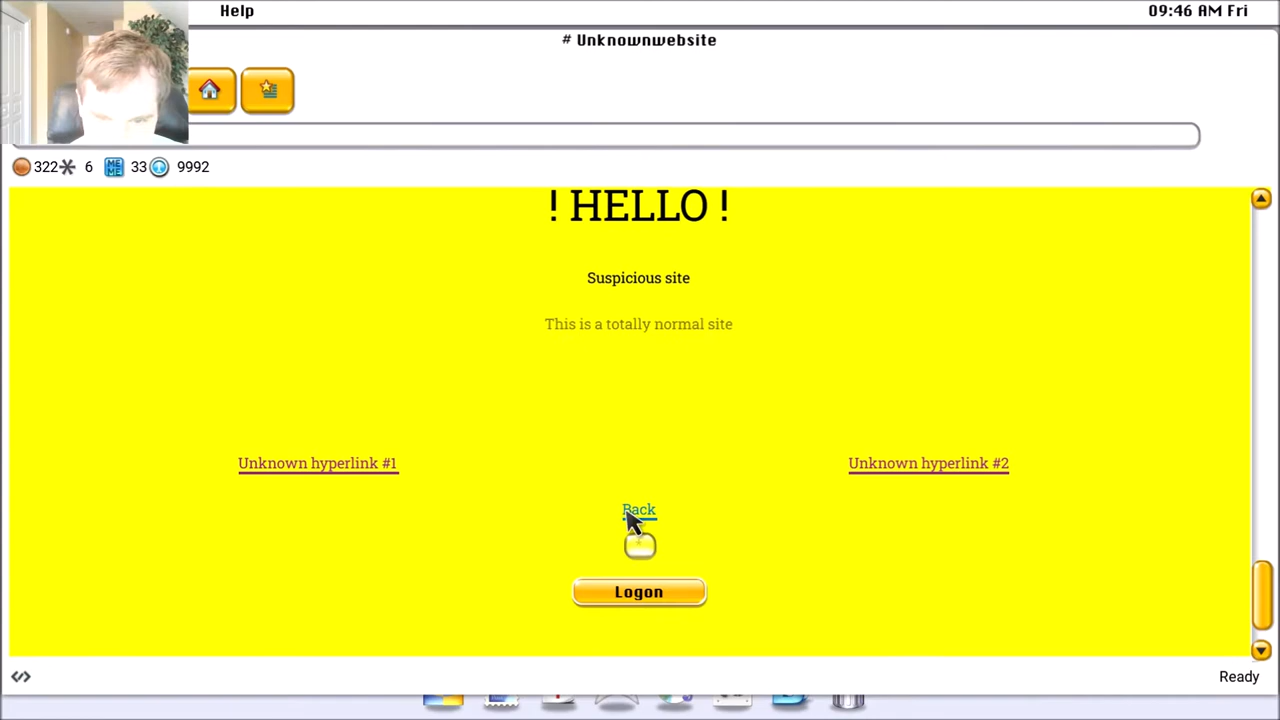 Help 09:46 AM Fri
# Unknownwebsite
322 6 MEME 33 9992
! HELLO !
Suspicious site
This is a totally normal site
Unknown hyperlink #1 Unknown hyperlink #2
Back
Logon
Ready